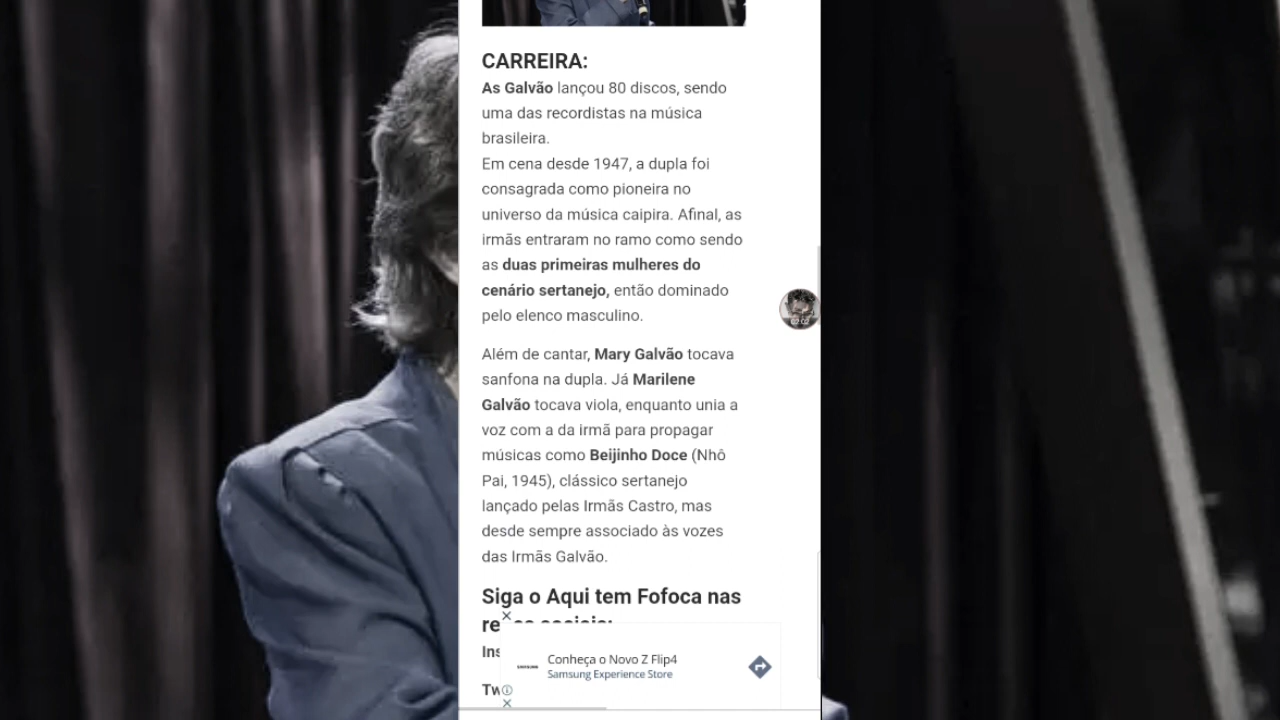 CARREIRA:
As Galvão lançou 80 discos, sendo
uma das recordistas na música
brasileira.
Em cena desde 1947, a dupla foi
consagrada como pioneira no
universo da música caipira. Afinal, as
irmãs entraram no ramo como sendo
as duas primeiras mulheres do
cenário sertanejo, então dominado
pelo elenco masculino.
Além de cantar, Mary Galvão tocava
sanfona na dupla. Já Marilene
Galvão tocava viola, enquanto unia a
voz com a da irmã para propagar
músicas como Beijinho Doce (Nhô
Pai, 1945), clássico sertanejo
lançado pelas Irmãs Castro, mas
desde sempre associado às vozes
das Irmãs Galvão.
Siga o Aqui tem Fofoca nas
SAMSUNG
Conheça o Novo Z Flip4
Samsung Experience Store